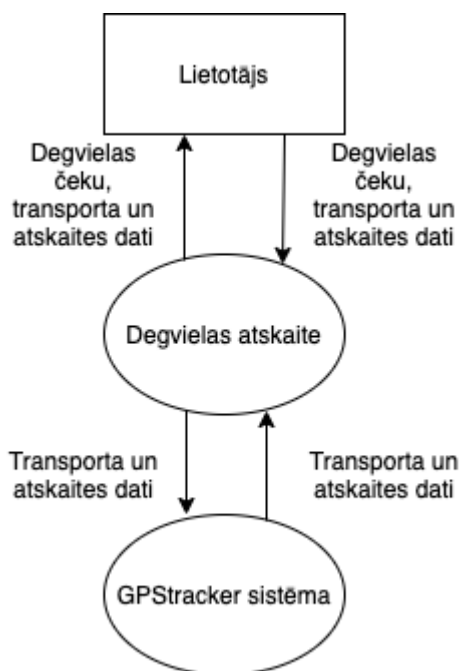 Lietotājs
Degvielas
čeku,
transporta un
atskaites dati
Degvielas
čeku,
transporta un
atskaites dati
Degvielas atskaite
Transporta un
atskaites dati
Transporta un
atskaites dati
GPStracker sistēma